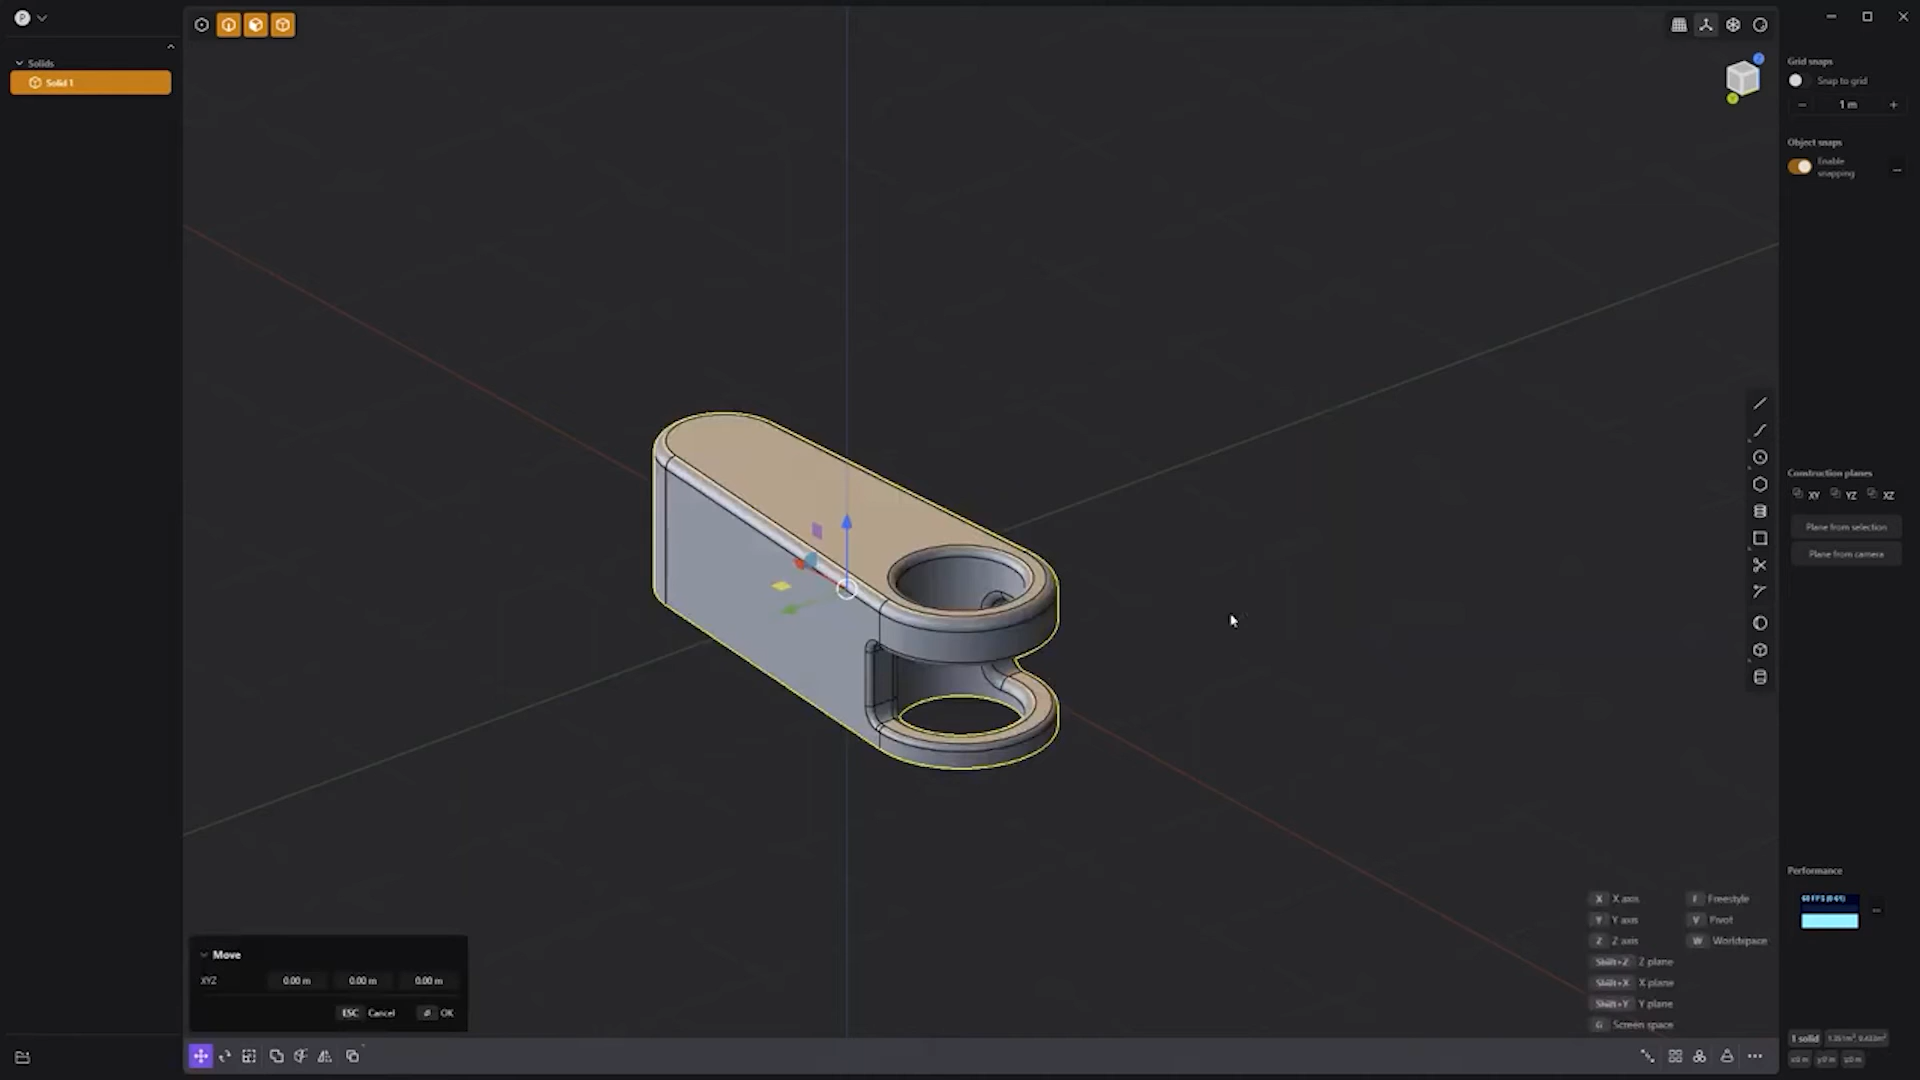 P
Solids
Solid 1
Grid snaps
Snap to grid
1 m
Object snaps
Enable
snapping
Construction planes
XY YZ XZ
Plane from selection
Plane from camera
Performance
60 FPS
X X axis F Freestyle
Y Y axis V Pivot
Z Z axis W Worldspace
Shift+Z Z plane
Shift+X X plane
Shift+Y Y plane
G Screen space
Move
XYZ 0.00 m 0.00 m 0.00 m
ESC Cancel OK
1 solid